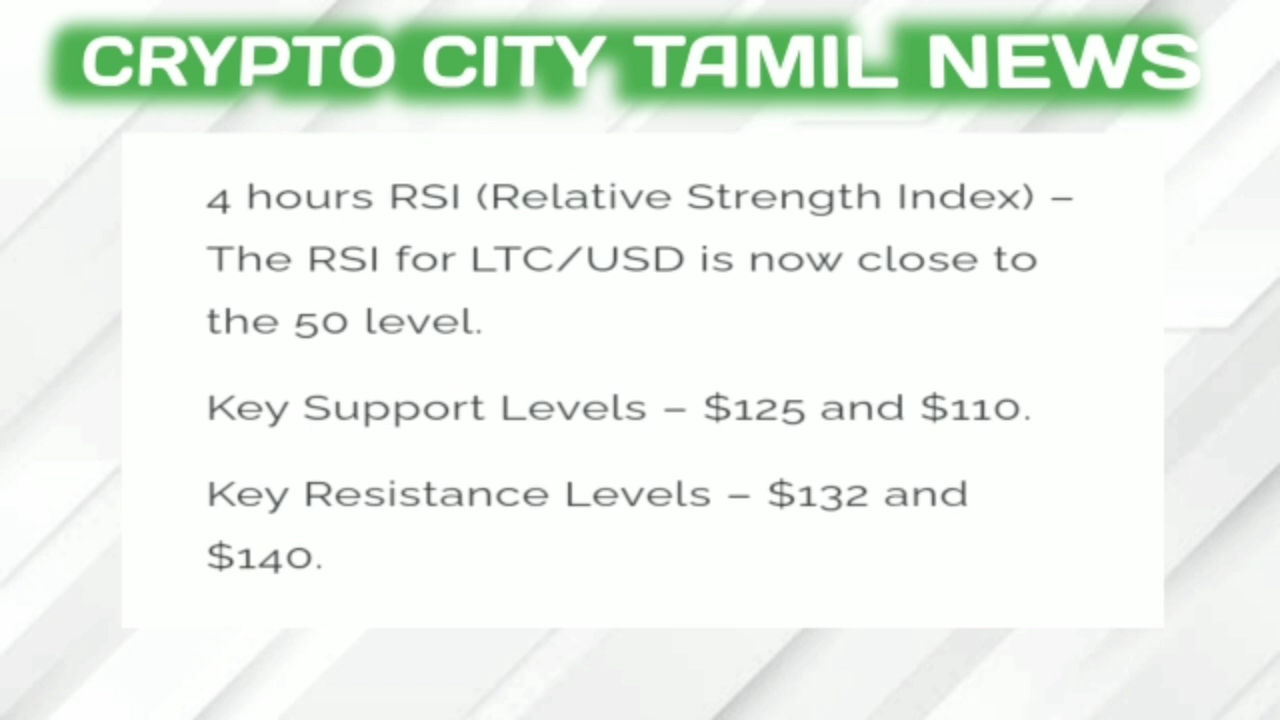 CRYPTO CITY TAMIL NEWS
4 hours RSI (Relative Strength Index) –
The RSI for LTC/USD is now close to
the 50 level.
Key Support Levels – $125 and $110.
Key Resistance Levels – $132 and
$140.